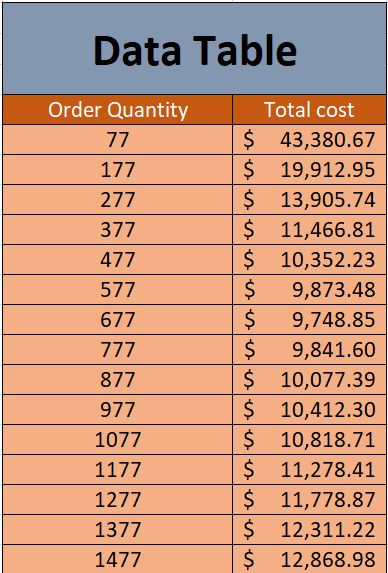 Data Table
Order Quantity Total cost
77 $ 43,380.67
177 $ 19,912.95
277 $ 13,905.74
377 $ 11,466.81
477 $ 10,352.23
577 $ 9,873.48
677 $ 9,748.85
777 $ 9,841.60
877 $ 10,077.39
977 $ 10,412.30
1077 $ 10,818.71
1177 $ 11,278.41
1277 $ 11,778.87
1377 $ 12,311.22
1477 $ 12,868.98